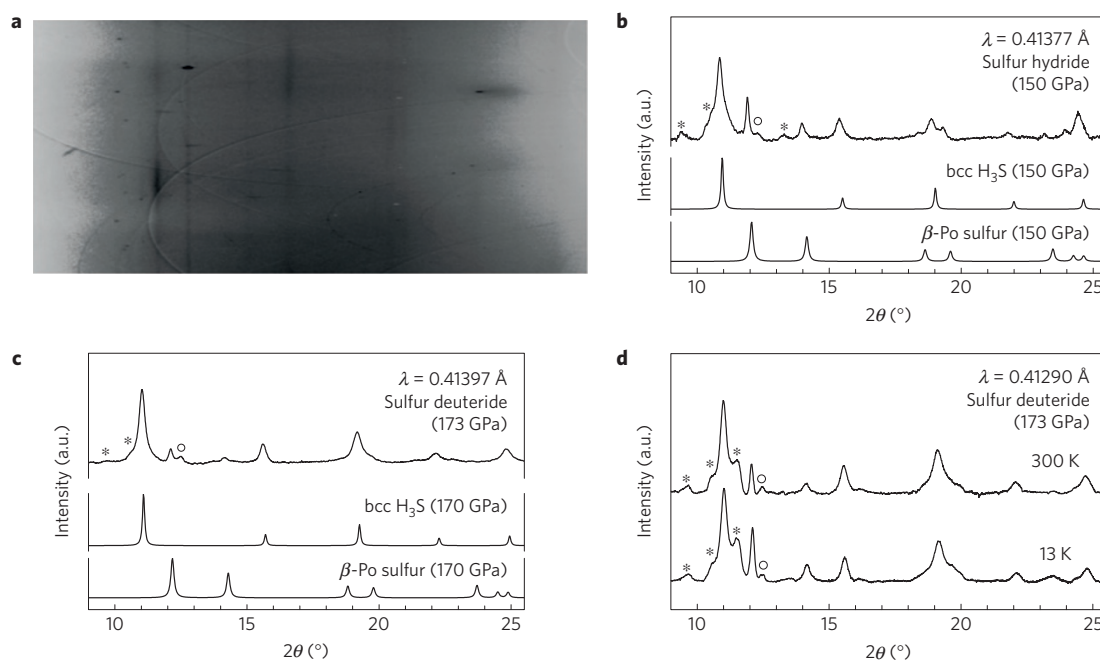 a
b
λ = 0.41377 Å
Sulfur hydride
(150 GPa)
*
*
○
*
Intensity (a.u.)
bcc H₃S (150 GPa)
β-Po sulfur (150 GPa)
10 15 20 25
2θ (°)
c
λ = 0.41397 Å
Sulfur deuteride
(173 GPa)
*
*
○
Intensity (a.u.)
bcc H₃S (170 GPa)
β-Po sulfur (170 GPa)
10 15 20 25
2θ (°)
d
λ = 0.41290 Å
Sulfur deuteride
(173 GPa)
300 K
*
*
*
○
Intensity (a.u.)
13 K
*
*
*
○
10 15 20 25
2θ (°)